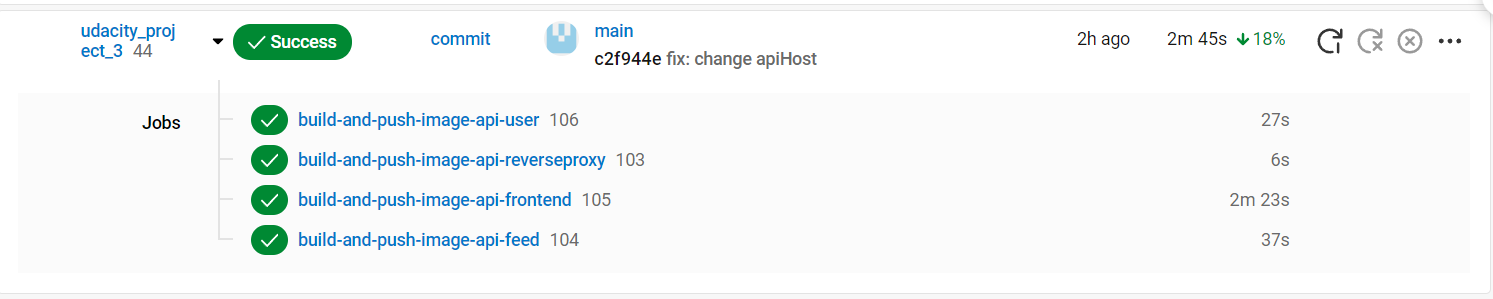 udacity_proj
ect_3 44
Success
commit
main
c2f944e fix: change apiHost
2h ago
2m 45s
18%
Jobs
build-and-push-image-api-user 106
27s
build-and-push-image-api-reverseproxy 103
6s
build-and-push-image-api-frontend 105
2m 23s
build-and-push-image-api-feed 104
37s